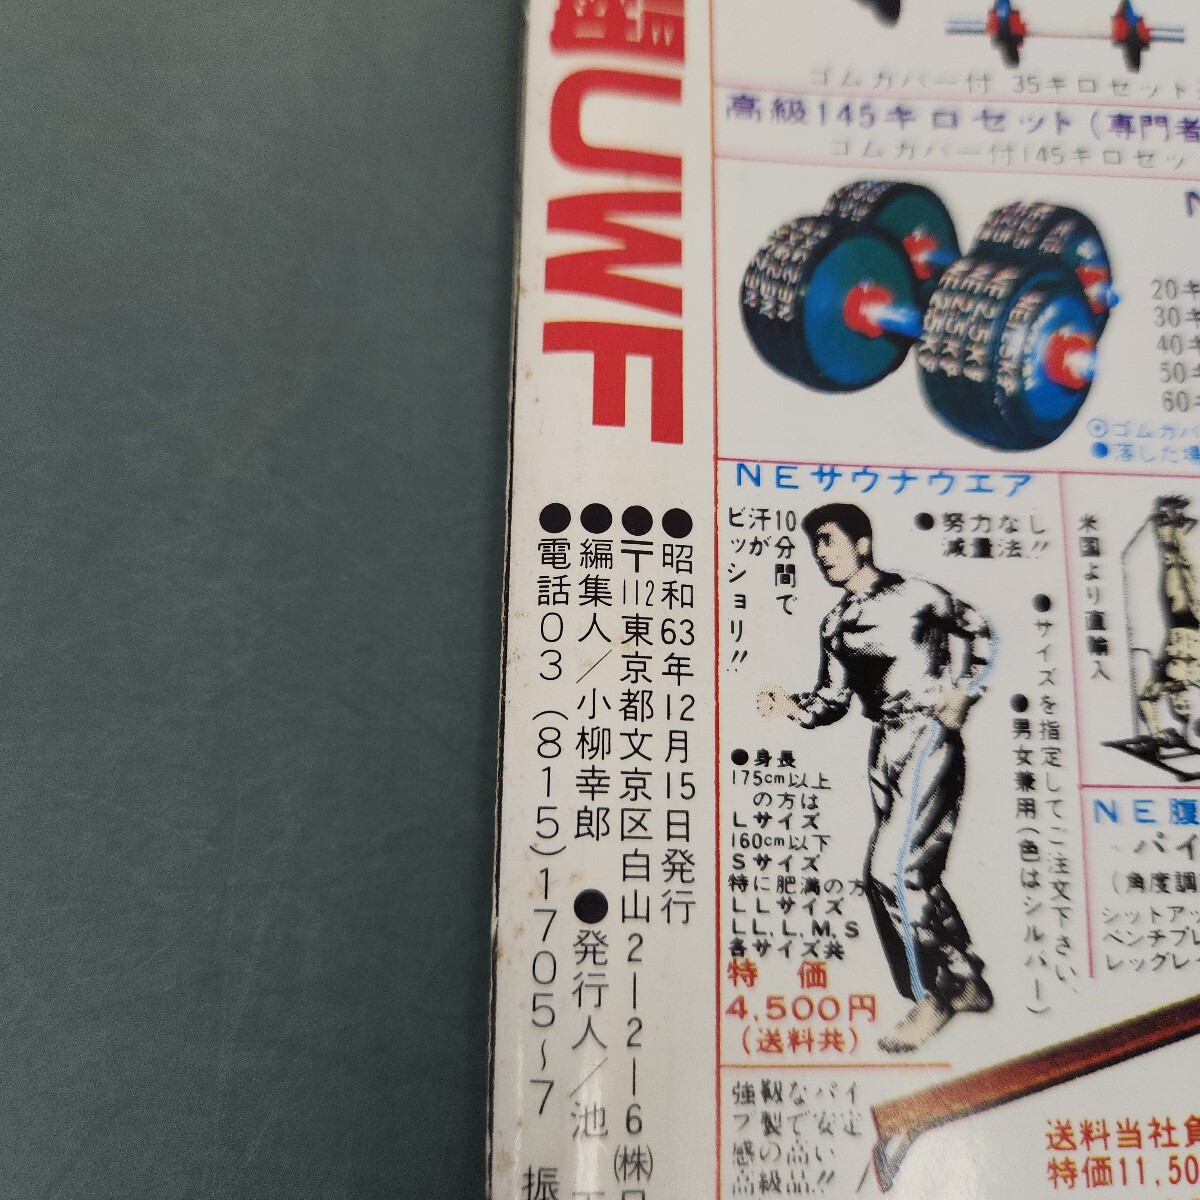 UWF
●昭和63年12月15日発行
●〒112東京都文京区白山2-2-6(株)
●編集人／小柳幸郎 ●発行人／池
●電話03(815)1705~7 振
ゴムカバー付 35キロセット
高級145キロセット(専門者
ゴムカバー付145キロセッ
20キ
30キ
40キ
50キ
60キ
◎ゴムカバ
●落した場
NEサウナウエア
10分間で
汗が
ビッショリ!!
●努力なし
減量法!!
●サイズを指定してご注文下さい、
●男女兼用(色はシルバー)
●身長
175cm以上
の方は
Lサイズ
160cm以下
Sサイズ
特に肥満の方
LLサイズ
LL, L, M, S
各サイズ共
特 価
4,500円
(送料共)
米国より直輸入
NE腹
(角度調
シットア
ベンチプレ
レッグレ
強靱なパイ
プ製で安定
感の高い
高級品!!
送料当社負
特価11,50